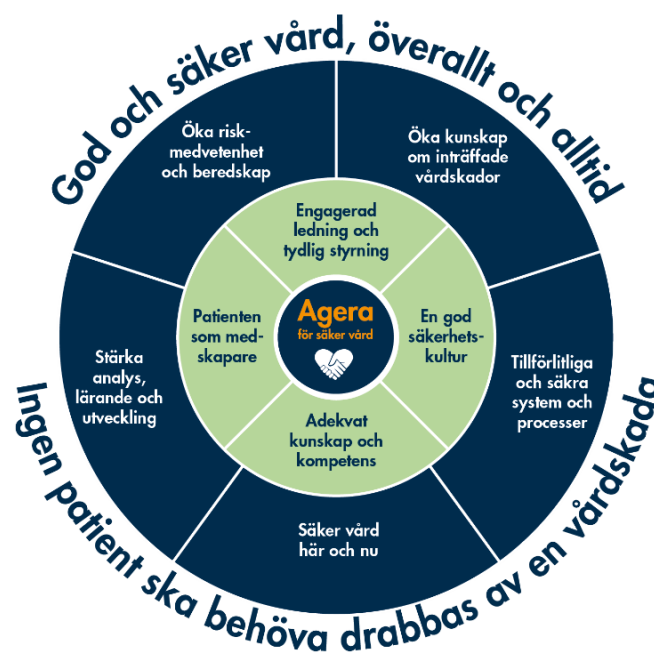 God och säker vård, överallt och alltid
Öka risk-
medvetenhet
och beredskap
Öka kunskap
om inträffade
vårdskador
Engagerad
ledning och
tydlig styrning
Patienten
som med-
skapare
Agera
för säker vård
En god
säkerhets-
kultur
Stärka
analys,
lärande och
utveckling
Tillförlitliga
och säkra
system och
processer
Adekvat
kunskap och
kompetens
Säker vård
här och nu
Ingen patient ska behöva drabbas av en vårdskada